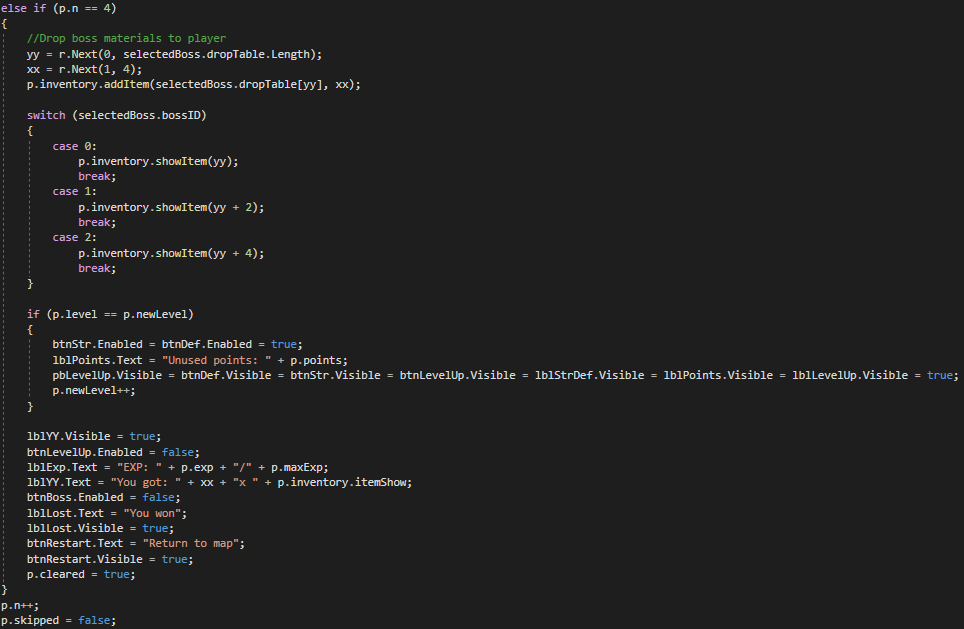 else if (p.n == 4)
{
//Drop boss materials to player
yy = r.Next(0, selectedBoss.dropTable.Length);
xx = r.Next(1, 4);
p.inventory.addItem(selectedBoss.dropTable[yy], xx);
switch (selectedBoss.bossID)
{
case 0:
p.inventory.showItem(yy);
break;
case 1:
p.inventory.showItem(yy + 2);
break;
case 2:
p.inventory.showItem(yy + 4);
break;
}
if (p.level == p.newLevel)
{
btnStr.Enabled = btnDef.Enabled = true;
lblPoints.Text = "Unused points: " + p.points;
pbLevelUp.Visible = btnDef.Visible = btnStr.Visible = btnLevelUp.Visible = lblStrDef.Visible = lblPoints.Visible = lblLevelUp.Visible = true;
p.newLevel++;
}
lblYY.Visible = true;
btnLevelUp.Enabled = false;
lblExp.Text = "EXP: " + p.exp + "/" + p.maxExp;
lblYY.Text = "You got: " + xx + "x " + p.inventory.itemShow;
btnBoss.Enabled = false;
lblLost.Text = "You won";
lblLost.Visible = true;
btnRestart.Text = "Return to map";
btnRestart.Visible = true;
p.cleared = true;
}
p.n++;
p.skipped = false;